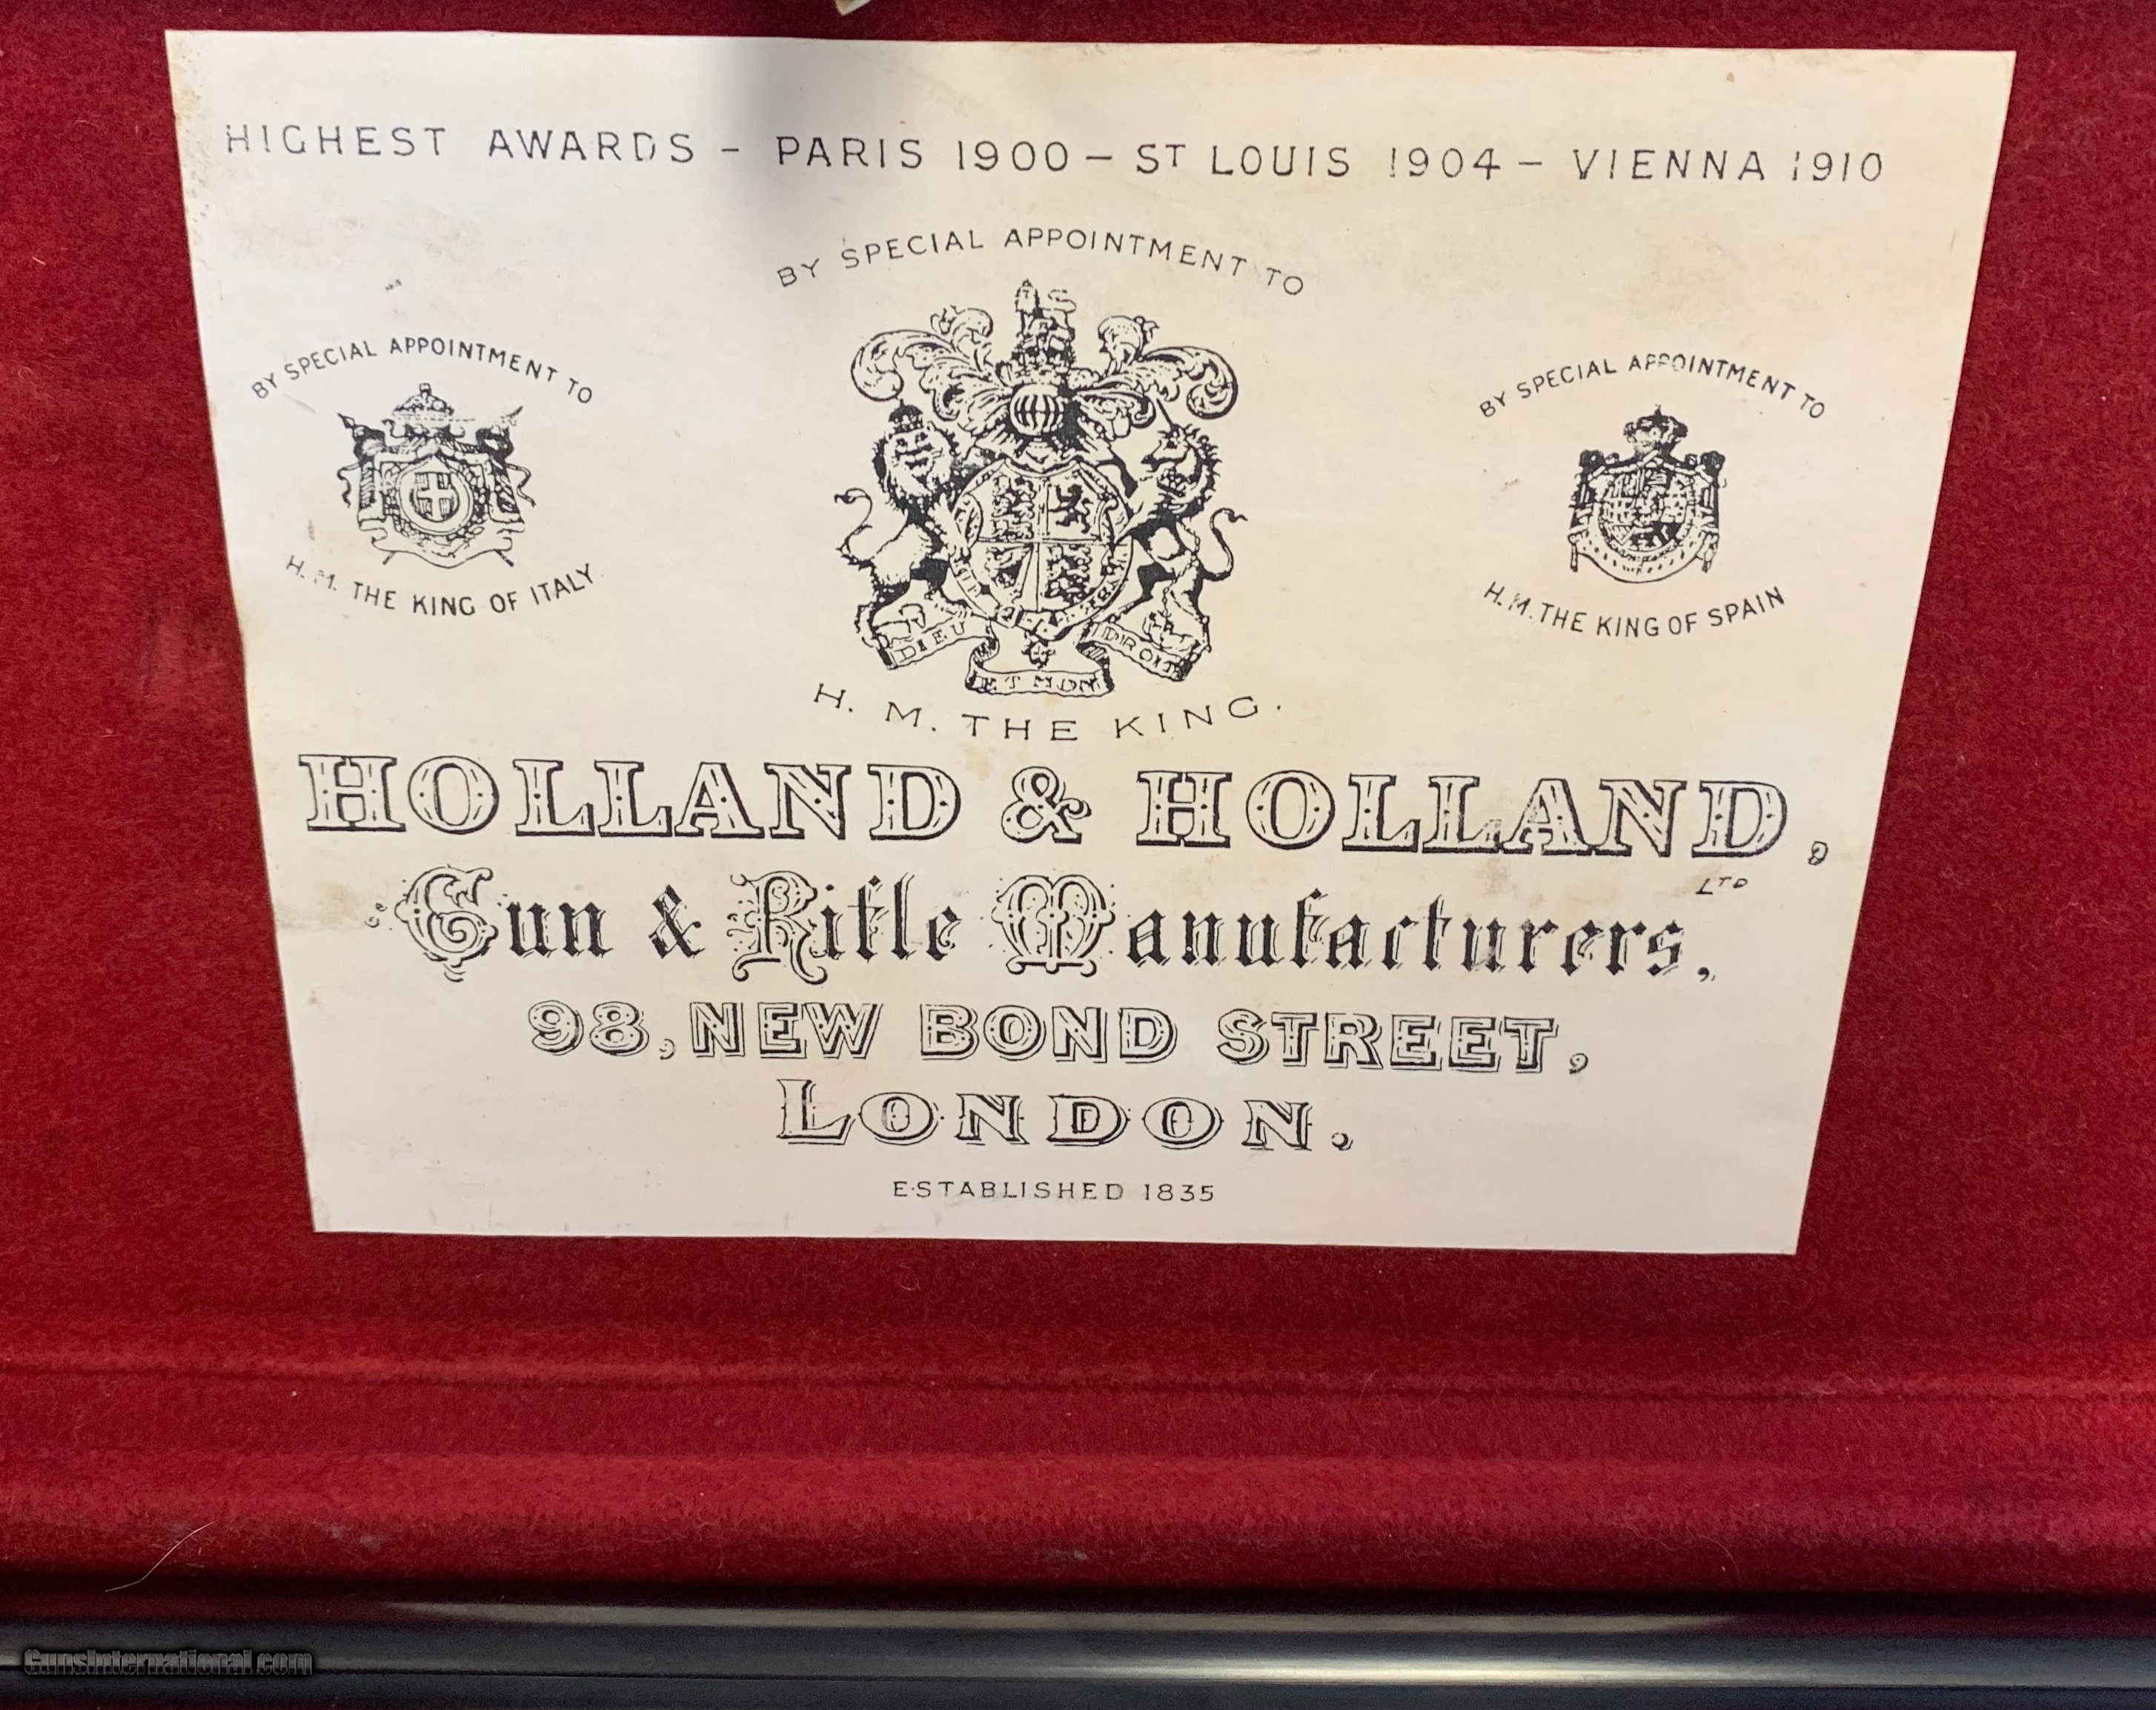 HIGHEST AWARDS - PARIS 1900 - ST LOUIS 1904 - VIENNA 1910
BY SPECIAL APPOINTMENT TO
H. M. THE KING OF ITALY
BY SPECIAL APPOINTMENT TO
DIEU ET MON DROIT
H. M. THE KING.
BY SPECIAL APPOINTMENT TO
H. M. THE KING OF SPAIN
HOLLAND & HOLLAND,
LTD
Gun & Rifle Manufacturers,
98, NEW BOND STREET,
LONDON.
ESTABLISHED 1835
GunsInternational.com